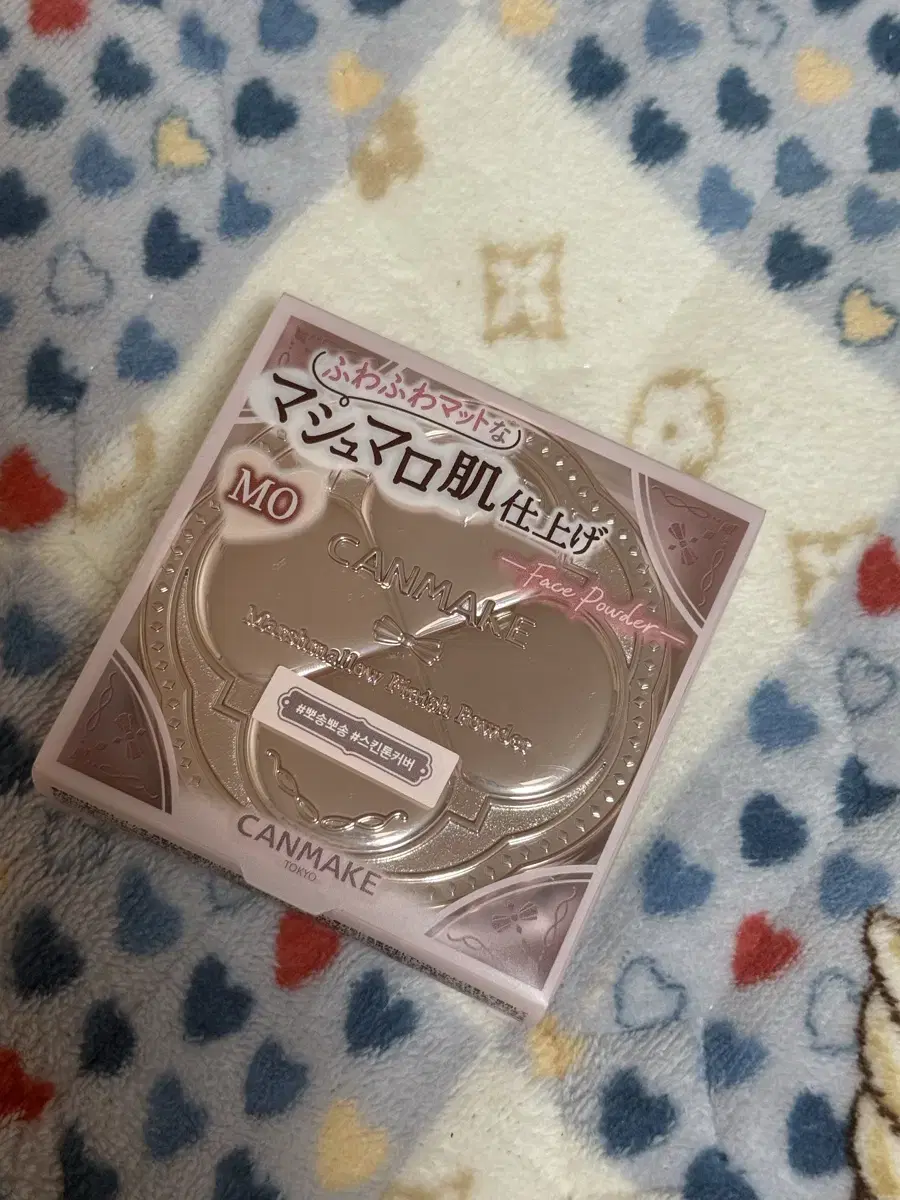 ふわふわマットな
マシュマロ肌仕上げ
MO
Face Powder
CANMAKE
Marshmallow Finish Powder
#뽀송뽀송 #스킨톤커버
CANMAKE
TOKYO